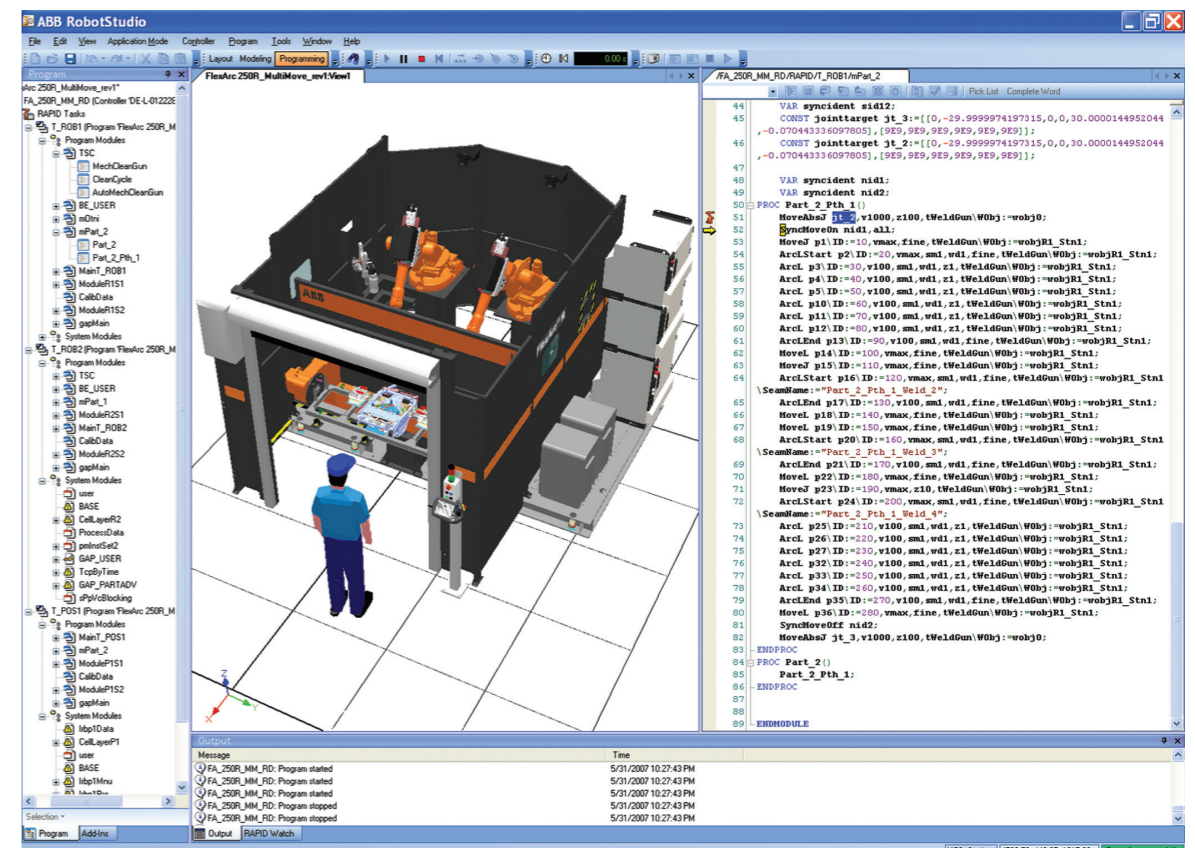 ABB RobotStudio
File Edit View Application Mode Controller Program Tools Window Help
Layout Modeling Programming 0.00 s
Program
FlexArc 250R_MultiMove_rev1:View1
/FA_250R_MM_RD/RAPID/T_ROB1/mPart_2
Pick List Complete Word
Arc 250R_MultiMove_rev1"
FA_250R_MM_RD (Controller 'DE-L-012228
RAPID Tasks
T_ROB1 (Program 'FlexArc 250R_M
Program Modules
TSC
MechCleanGun
CleanCycle
AutoMechCleanGun
BE_USER
mOtni
mPart_2
Part_2
Part_2_Pth_1
MainT_ROB1
ModuleR1S1
CalibData
ModuleR1S2
gapMain
System Modules
T_ROB2 (Program 'FlexArc 250R_M
Program Modules
TSC
BE_USER
mPart_1
ModuleR2S1
MainT_ROB2
CalibData
ModuleR2S2
gapMain
System Modules
user
BASE
CellLayerR2
ProcessData
pmInstSet2
GAP_USER
TcpByTime
GAP_PARTADV
sPpVcBlocking
T_POS1 (Program 'FlexArc 250R_M
Program Modules
MainT_POS1
mPart_2
ModuleP1S1
CalibData
ModuleP1S2
gapMain
System Modules
Irbp1Data
CellLayerP1
user
BASE
Irbp1Mnu
Selection
Program Add-Ins
ABB
Z
Y
X
44 VAR syncident sid12;
45 CONST jointtarget jt_3:=[[0,-29.9999974197315,0,0,30.0000144952044
,-0.070443336097805],[9E9,9E9,9E9,9E9,9E9,9E9]];
46 CONST jointtarget jt_2:=[[0,-29.9999974197315,0,0,30.0000144952044
,-0.070443336097805],[9E9,9E9,9E9,9E9,9E9,9E9]];
47
48 VAR syncident nid1;
49 VAR syncident nid2;
50 PROC Part_2_Pth_1()
51 MoveAbsJ jt_2,v1000,z100,tWeldGun\WObj:=wobj0;
52 SyncMoveOn nid1,all;
53 MoveJ p1\ID:=10,vmax,fine,tWeldGun\WObj:=wobjR1_Stn1;
54 ArcLStart p2\ID:=20,vmax,sm1,wd1,fine,tWeldGun\WObj:=wobjR1_Stn1;
55 ArcL p3\ID:=30,v100,sm1,wd1,z1,tWeldGun\WObj:=wobjR1_Stn1;
56 ArcL p4\ID:=40,v100,sm1,wd1,z1,tWeldGun\WObj:=wobjR1_Stn1;
57 ArcL p5\ID:=50,v100,sm1,wd1,z1,tWeldGun\WObj:=wobjR1_Stn1;
58 ArcL p10\ID:=60,v100,sm1,wd1,z1,tWeldGun\WObj:=wobjR1_Stn1;
59 ArcL p11\ID:=70,v100,sm1,wd1,z1,tWeldGun\WObj:=wobjR1_Stn1;
60 ArcL p12\ID:=80,v100,sm1,wd1,z1,tWeldGun\WObj:=wobjR1_Stn1;
61 ArcLEnd p13\ID:=90,v100,sm1,wd1,fine,tWeldGun\WObj:=wobjR1_Stn1;
62 MoveL p14\ID:=100,vmax,fine,tWeldGun\WObj:=wobjR1_Stn1;
63 MoveJ p15\ID:=110,vmax,fine,tWeldGun\WObj:=wobjR1_Stn1;
64 ArcLStart p16\ID:=120,vmax,sm1,wd1,fine,tWeldGun\WObj:=wobjR1_Stn1
\SeamName:="Part_2_Pth_1_Weld_2";
65 ArcLEnd p17\ID:=130,v100,sm1,wd1,fine,tWeldGun\WObj:=wobjR1_Stn1;
66 MoveL p18\ID:=140,vmax,fine,tWeldGun\WObj:=wobjR1_Stn1;
67 MoveL p19\ID:=150,vmax,fine,tWeldGun\WObj:=wobjR1_Stn1;
68 ArcLStart p20\ID:=160,vmax,sm1,wd1,fine,tWeldGun\WObj:=wobjR1_Stn1
\SeamName:="Part_2_Pth_1_Weld_3";
69 ArcLEnd p21\ID:=170,v100,sm1,wd1,fine,tWeldGun\WObj:=wobjR1_Stn1;
70 MoveL p22\ID:=180,vmax,fine,tWeldGun\WObj:=wobjR1_Stn1;
71 MoveJ p23\ID:=190,vmax,z10,tWeldGun\WObj:=wobjR1_Stn1;
72 ArcLStart p24\ID:=200,vmax,sm1,wd1,fine,tWeldGun\WObj:=wobjR1_Stn1
\SeamName:="Part_2_Pth_1_Weld_4";
73 ArcL p25\ID:=210,v100,sm1,wd1,z1,tWeldGun\WObj:=wobjR1_Stn1;
74 ArcL p26\ID:=220,v100,sm1,wd1,z1,tWeldGun\WObj:=wobjR1_Stn1;
75 ArcL p27\ID:=230,v100,sm1,wd1,z1,tWeldGun\WObj:=wobjR1_Stn1;
76 ArcL p32\ID:=240,v100,sm1,wd1,z1,tWeldGun\WObj:=wobjR1_Stn1;
77 ArcL p33\ID:=250,v100,sm1,wd1,z1,tWeldGun\WObj:=wobjR1_Stn1;
78 ArcL p34\ID:=260,v100,sm1,wd1,z1,tWeldGun\WObj:=wobjR1_Stn1;
79 ArcLEnd p35\ID:=270,v100,sm1,wd1,fine,tWeldGun\WObj:=wobjR1_Stn1;
80 MoveL p36\ID:=280,vmax,fine,tWeldGun\WObj:=wobjR1_Stn1;
81 SyncMoveOff nid2;
82 MoveAbsJ jt_3,v1000,z100,tWeldGun\WObj:=wobj0;
83 ENDPROC
84 PROC Part_2()
85 Part_2_Pth_1;
86 ENDPROC
87
88
89 ENDMODULE
Output
Message Time
FA_250R_MM_RD: Program started 5/31/2007 10:27:43 PM
FA_250R_MM_RD: Program started 5/31/2007 10:27:43 PM
FA_250R_MM_RD: Program started 5/31/2007 10:27:43 PM
FA_250R_MM_RD: Program stopped 5/31/2007 10:27:43 PM
FA_250R_MM_RD: Program stopped 5/31/2007 10:27:43 PM
Output RAPID Watch